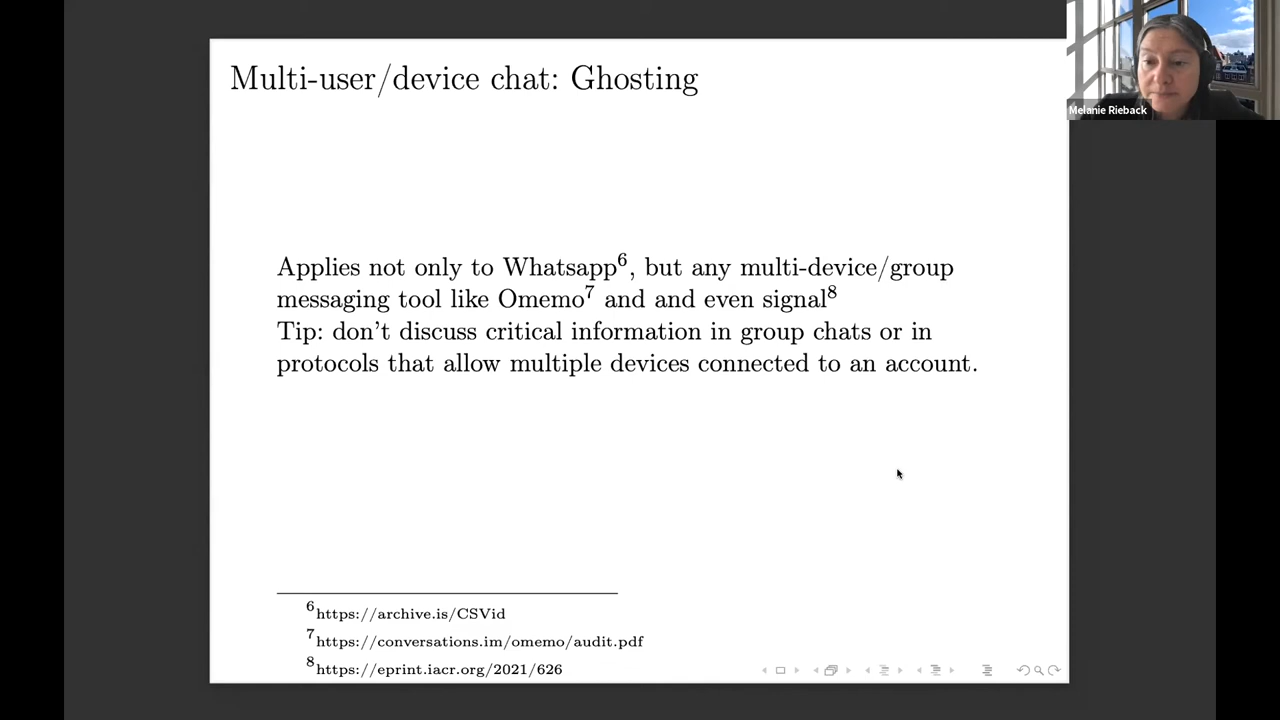 Multi-user/device chat: Ghosting
Melanie Rieback
Applies not only to Whatsapp⁶, but any multi-device/group
messaging tool like Omemo⁷ and and even signal⁸
Tip: don't discuss critical information in group chats or in
protocols that allow multiple devices connected to an account.
⁶https://archive.is/CSVid
⁷https://conversations.im/omemo/audit.pdf
⁸https://eprint.iacr.org/2021/626